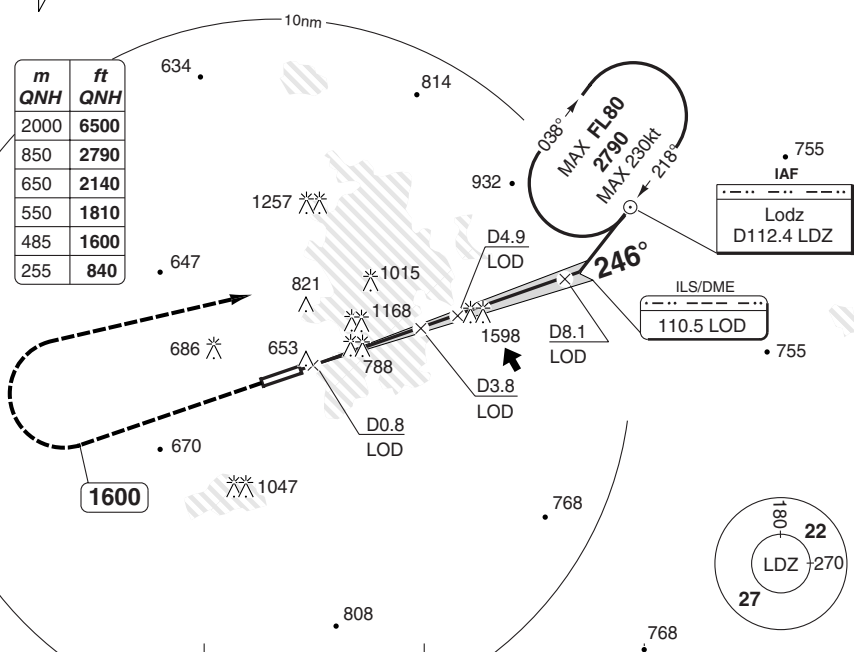 10nm
m ft
QNH QNH
2000 6500
850 2790
650 2140
550 1810
485 1600
255 840
634
814
038°
MAX FL80
2790
MAX 230kt
218°
755
IAF
Lodz
D112.4 LDZ
932
1257
D4.9
LOD
246°
647
821
1015
ILS/DME
110.5 LOD
1168
1598
D8.1
LOD
686
653
788
755
D3.8
LOD
D0.8
LOD
670
1600
1047
768
180
22
LDZ
270
27
808
768